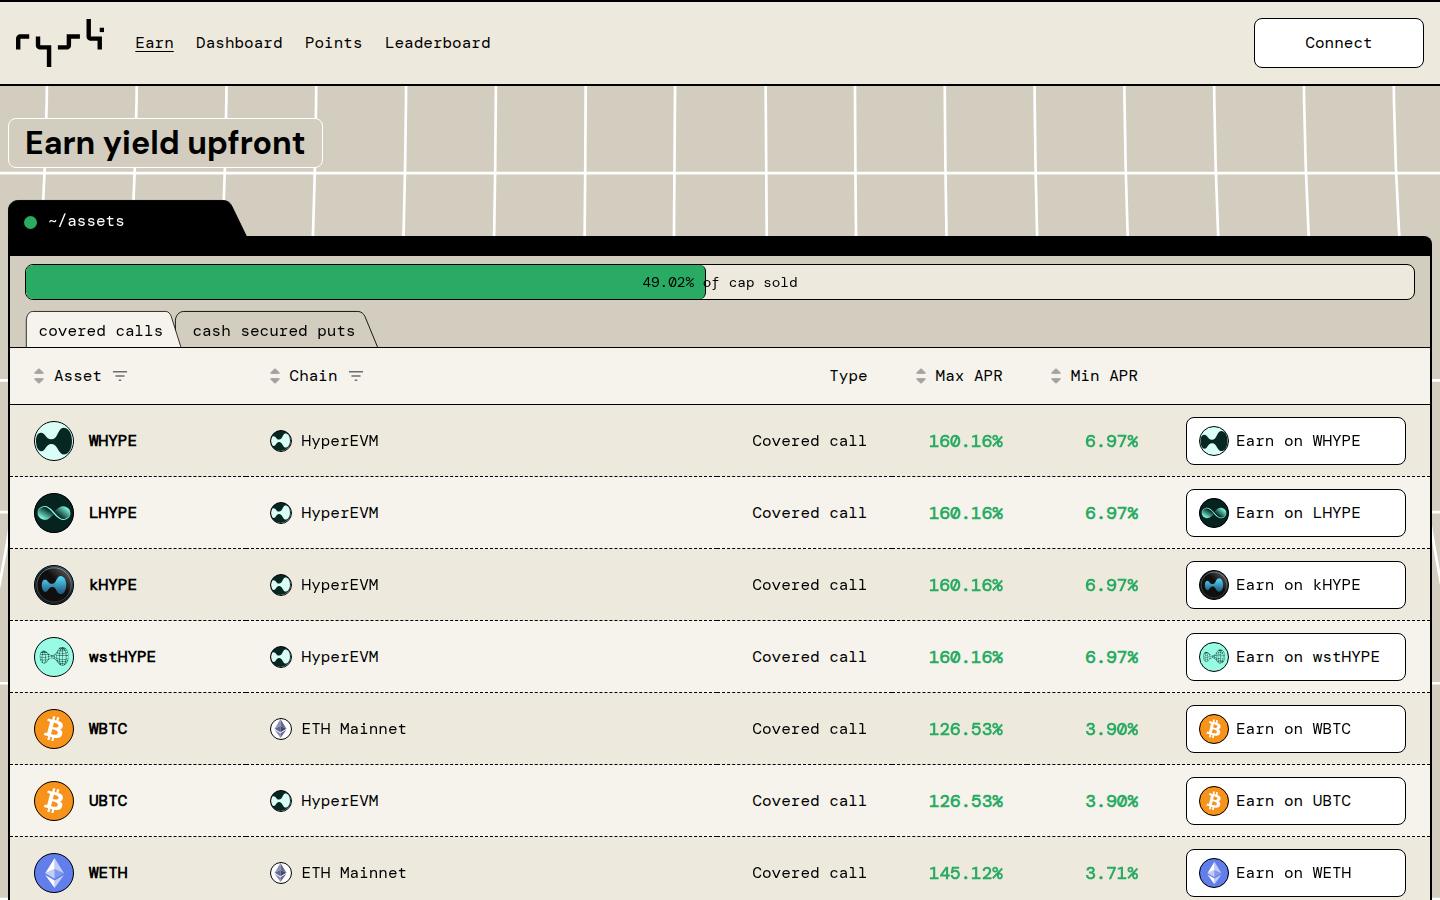 rysk
Earn Dashboard Points Leaderboard Connect
Earn yield upfront
~/assets
49.02% of cap sold
covered calls cash secured puts
Asset Chain Type Max APR Min APR
WHYPE HyperEVM Covered call 160.16% 6.97% Earn on WHYPE
LHYPE HyperEVM Covered call 160.16% 6.97% Earn on LHYPE
kHYPE HyperEVM Covered call 160.16% 6.97% Earn on kHYPE
wstHYPE HyperEVM Covered call 160.16% 6.97% Earn on wstHYPE
WBTC ETH Mainnet Covered call 126.53% 3.90% Earn on WBTC
UBTC HyperEVM Covered call 126.53% 3.90% Earn on UBTC
WETH ETH Mainnet Covered call 145.12% 3.71% Earn on WETH